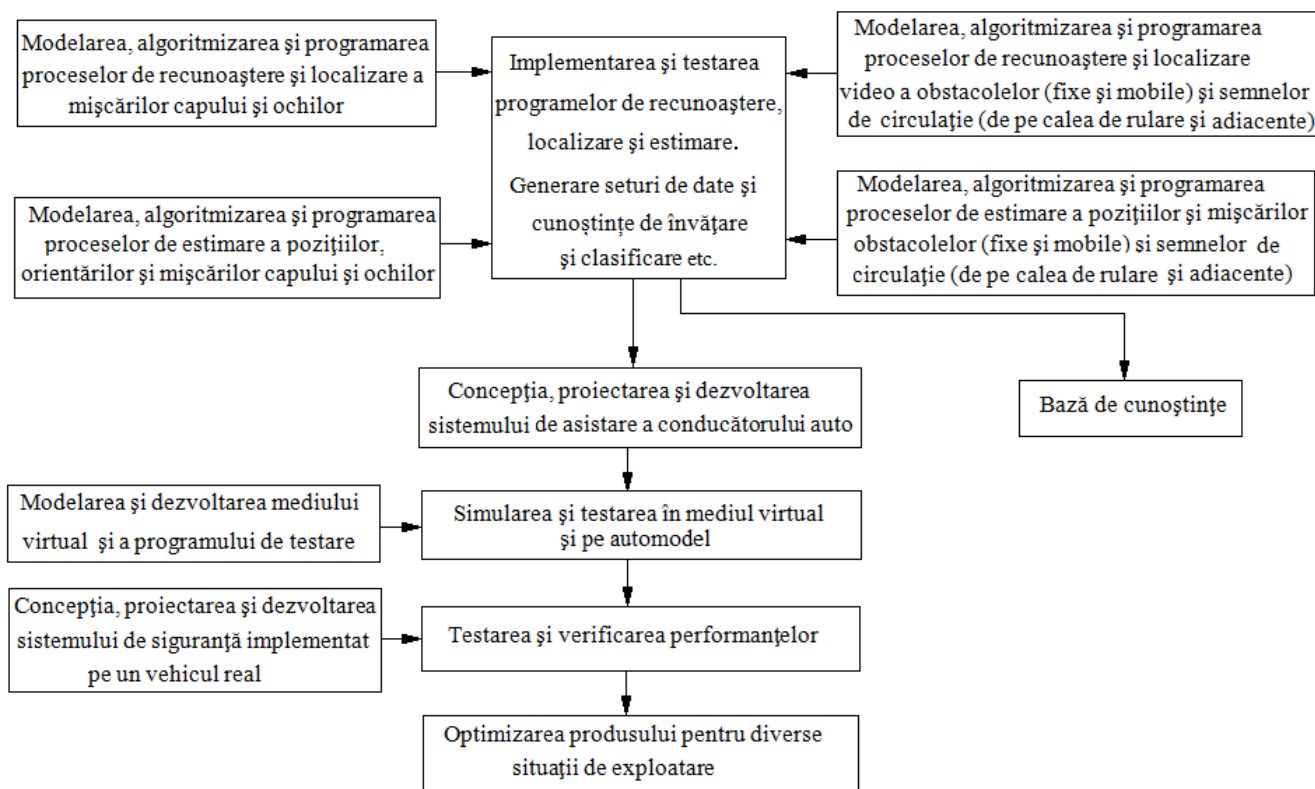 Modelarea, algoritmizarea şi programarea
proceselor de recunoaştere şi localizare a
mişcărilor capului şi ochilor
Implementarea şi testarea
programelor de recunoaştere,
localizare şi estimare.
Generare seturi de date şi
cunoştinţe de învăţare
şi clasificare etc.
Modelarea, algoritmizarea şi programarea
proceselor de recunoaştere şi localizare
video a obstacolelor (fixe şi mobile) şi semnelor
de circulaţie (de pe calea de rulare şi adiacente)
Modelarea, algoritmizarea şi programarea
proceselor de estimare a poziţiilor,
orientărilor şi mişcărilor capului şi ochilor
Modelarea, algoritmizarea şi programarea
proceselor de estimare a poziţiilor şi mişcărilor
obstacolelor (fixe şi mobile) si semnelor de
circulaţie (de pe calea de rulare şi adiacente)
Concepţia, proiectarea şi dezvoltarea
sistemului de asistare a conducătorului auto
Bază de cunoştinţe
Modelarea şi dezvoltarea mediului
virtual şi a programului de testare
Simularea şi testarea în mediul virtual
şi pe automodel
Concepţia, proiectarea şi dezvoltarea
sistemului de siguranţă implementat
pe un vehicul real
Testarea şi verificarea performanţelor
Optimizarea produsului pentru diverse
situaţii de exploatare